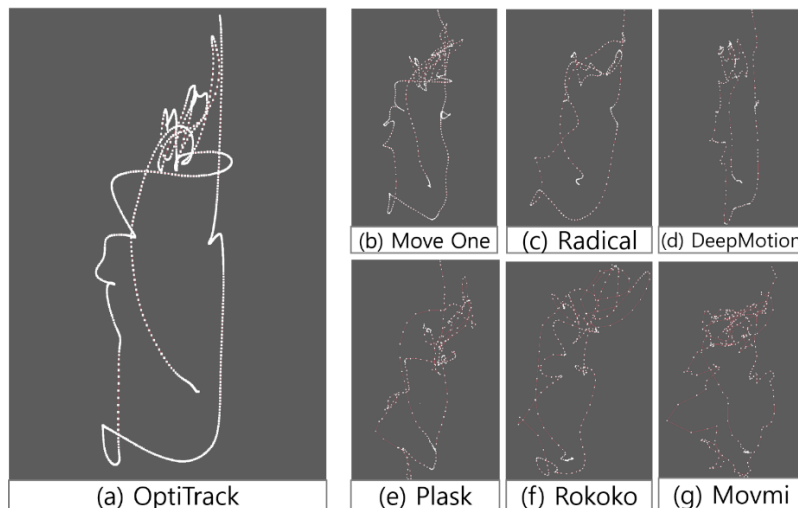 (a) OptiTrack
(b) Move One
(c) Radical
(d) DeepMotion
(e) Plask
(f) Rokoko
(g) Movmi